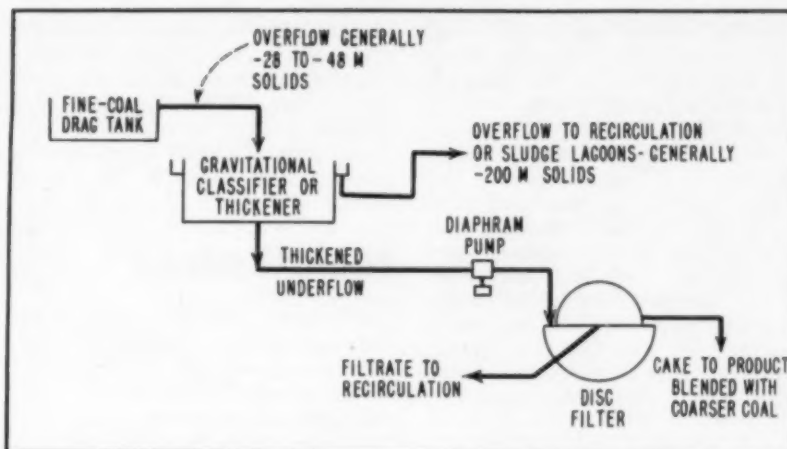 OVERFLOW GENERALLY
-28 TO -48 M
SOLIDS
FINE-COAL
DRAG TANK
GRAVITATIONAL
CLASSIFIER OR
THICKENER
OVERFLOW TO RECIRCULATION
OR SLUDGE LAGOONS-GENERALLY
-200 M SOLIDS
DIAPHRAM
PUMP
THICKENED
UNDERFLOW
FILTRATE TO
RECIRCULATION
DISC
FILTER
CAKE TO PRODUCT
BLENDED WITH
COARSER COAL